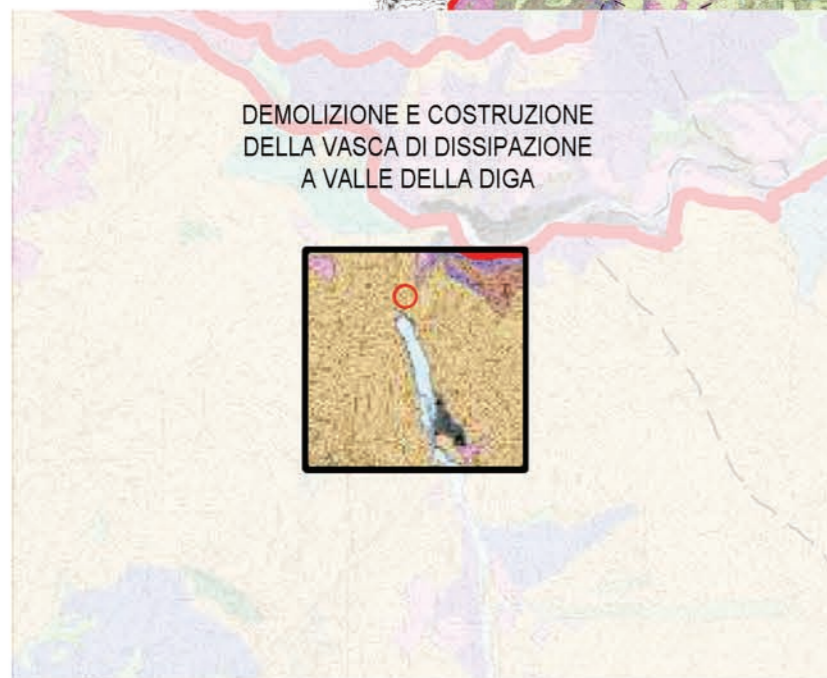 DEMOLIZIONE E COSTRUZIONE
DELLA VASCA DI DISSIPAZIONE
A VALLE DELLA DIGA